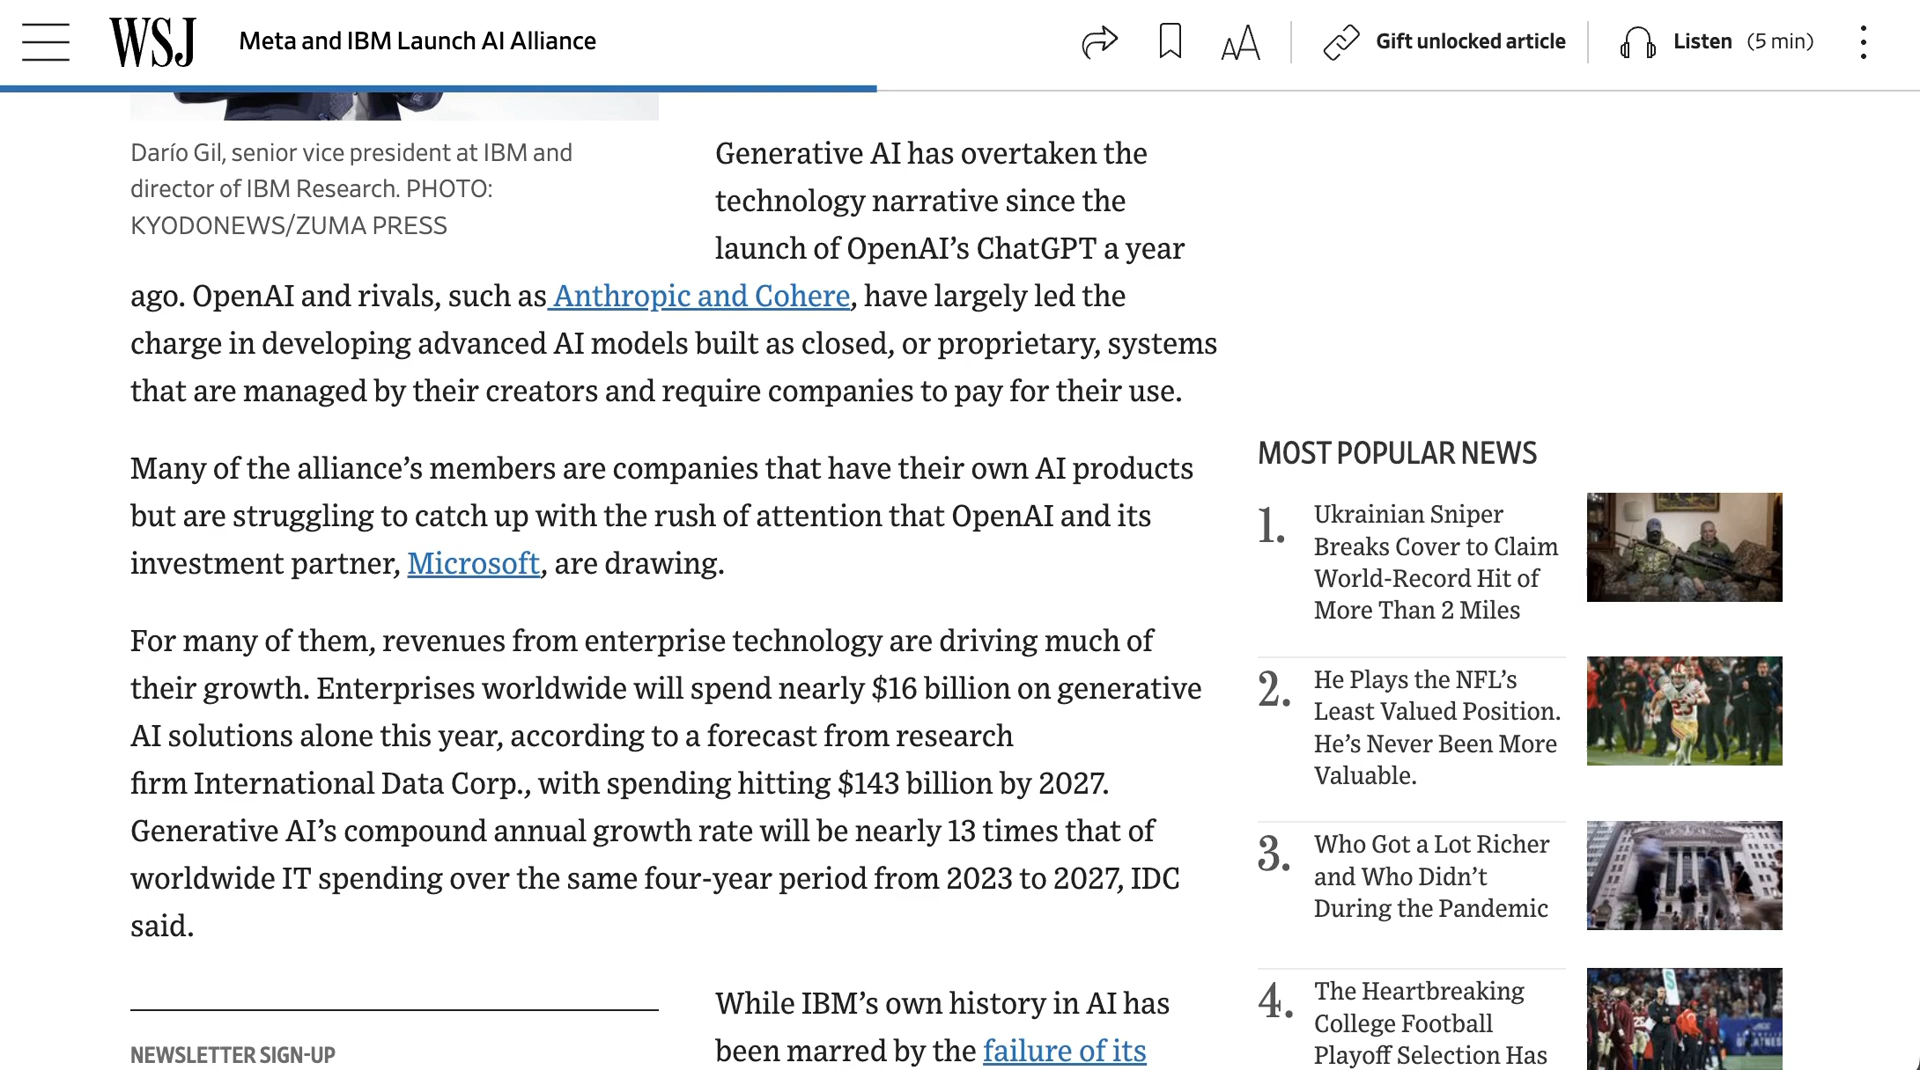 WSJ
Meta and IBM Launch AI Alliance
Gift unlocked article
Listen (5 min)
Darío Gil, senior vice president at IBM and
director of IBM Research. PHOTO:
KYODONEWS/ZUMA PRESS
Generative AI has overtaken the
technology narrative since the
launch of OpenAI’s ChatGPT a year
ago. OpenAI and rivals, such as Anthropic and Cohere, have largely led the
charge in developing advanced AI models built as closed, or proprietary, systems
that are managed by their creators and require companies to pay for their use.
Many of the alliance’s members are companies that have their own AI products
but are struggling to catch up with the rush of attention that OpenAI and its
investment partner, Microsoft, are drawing.
For many of them, revenues from enterprise technology are driving much of
their growth. Enterprises worldwide will spend nearly $16 billion on generative
AI solutions alone this year, according to a forecast from research
firm International Data Corp., with spending hitting $143 billion by 2027.
Generative AI’s compound annual growth rate will be nearly 13 times that of
worldwide IT spending over the same four-year period from 2023 to 2027, IDC
said.
NEWSLETTER SIGN-UP
While IBM’s own history in AI has
been marred by the failure of its
MOST POPULAR NEWS
1. Ukrainian Sniper
Breaks Cover to Claim
World-Record Hit of
More Than 2 Miles
2. He Plays the NFL’s
Least Valued Position.
He’s Never Been More
Valuable.
3. Who Got a Lot Richer
and Who Didn’t
During the Pandemic
4. The Heartbreaking
College Football
Playoff Selection Has